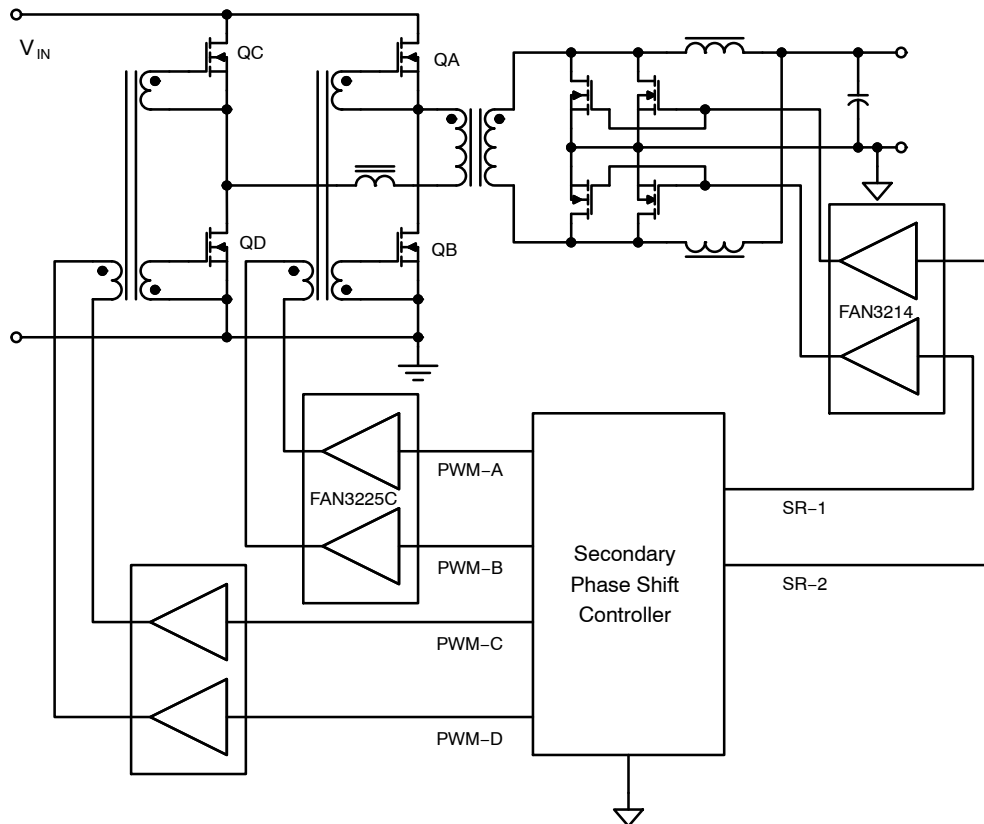 V IN
QC
QA
QD
QB
FAN3214
PWM−A
FAN3225C
SR−1
PWM−B
Secondary
Phase Shift
Controller
SR−2
PWM−C
PWM−D